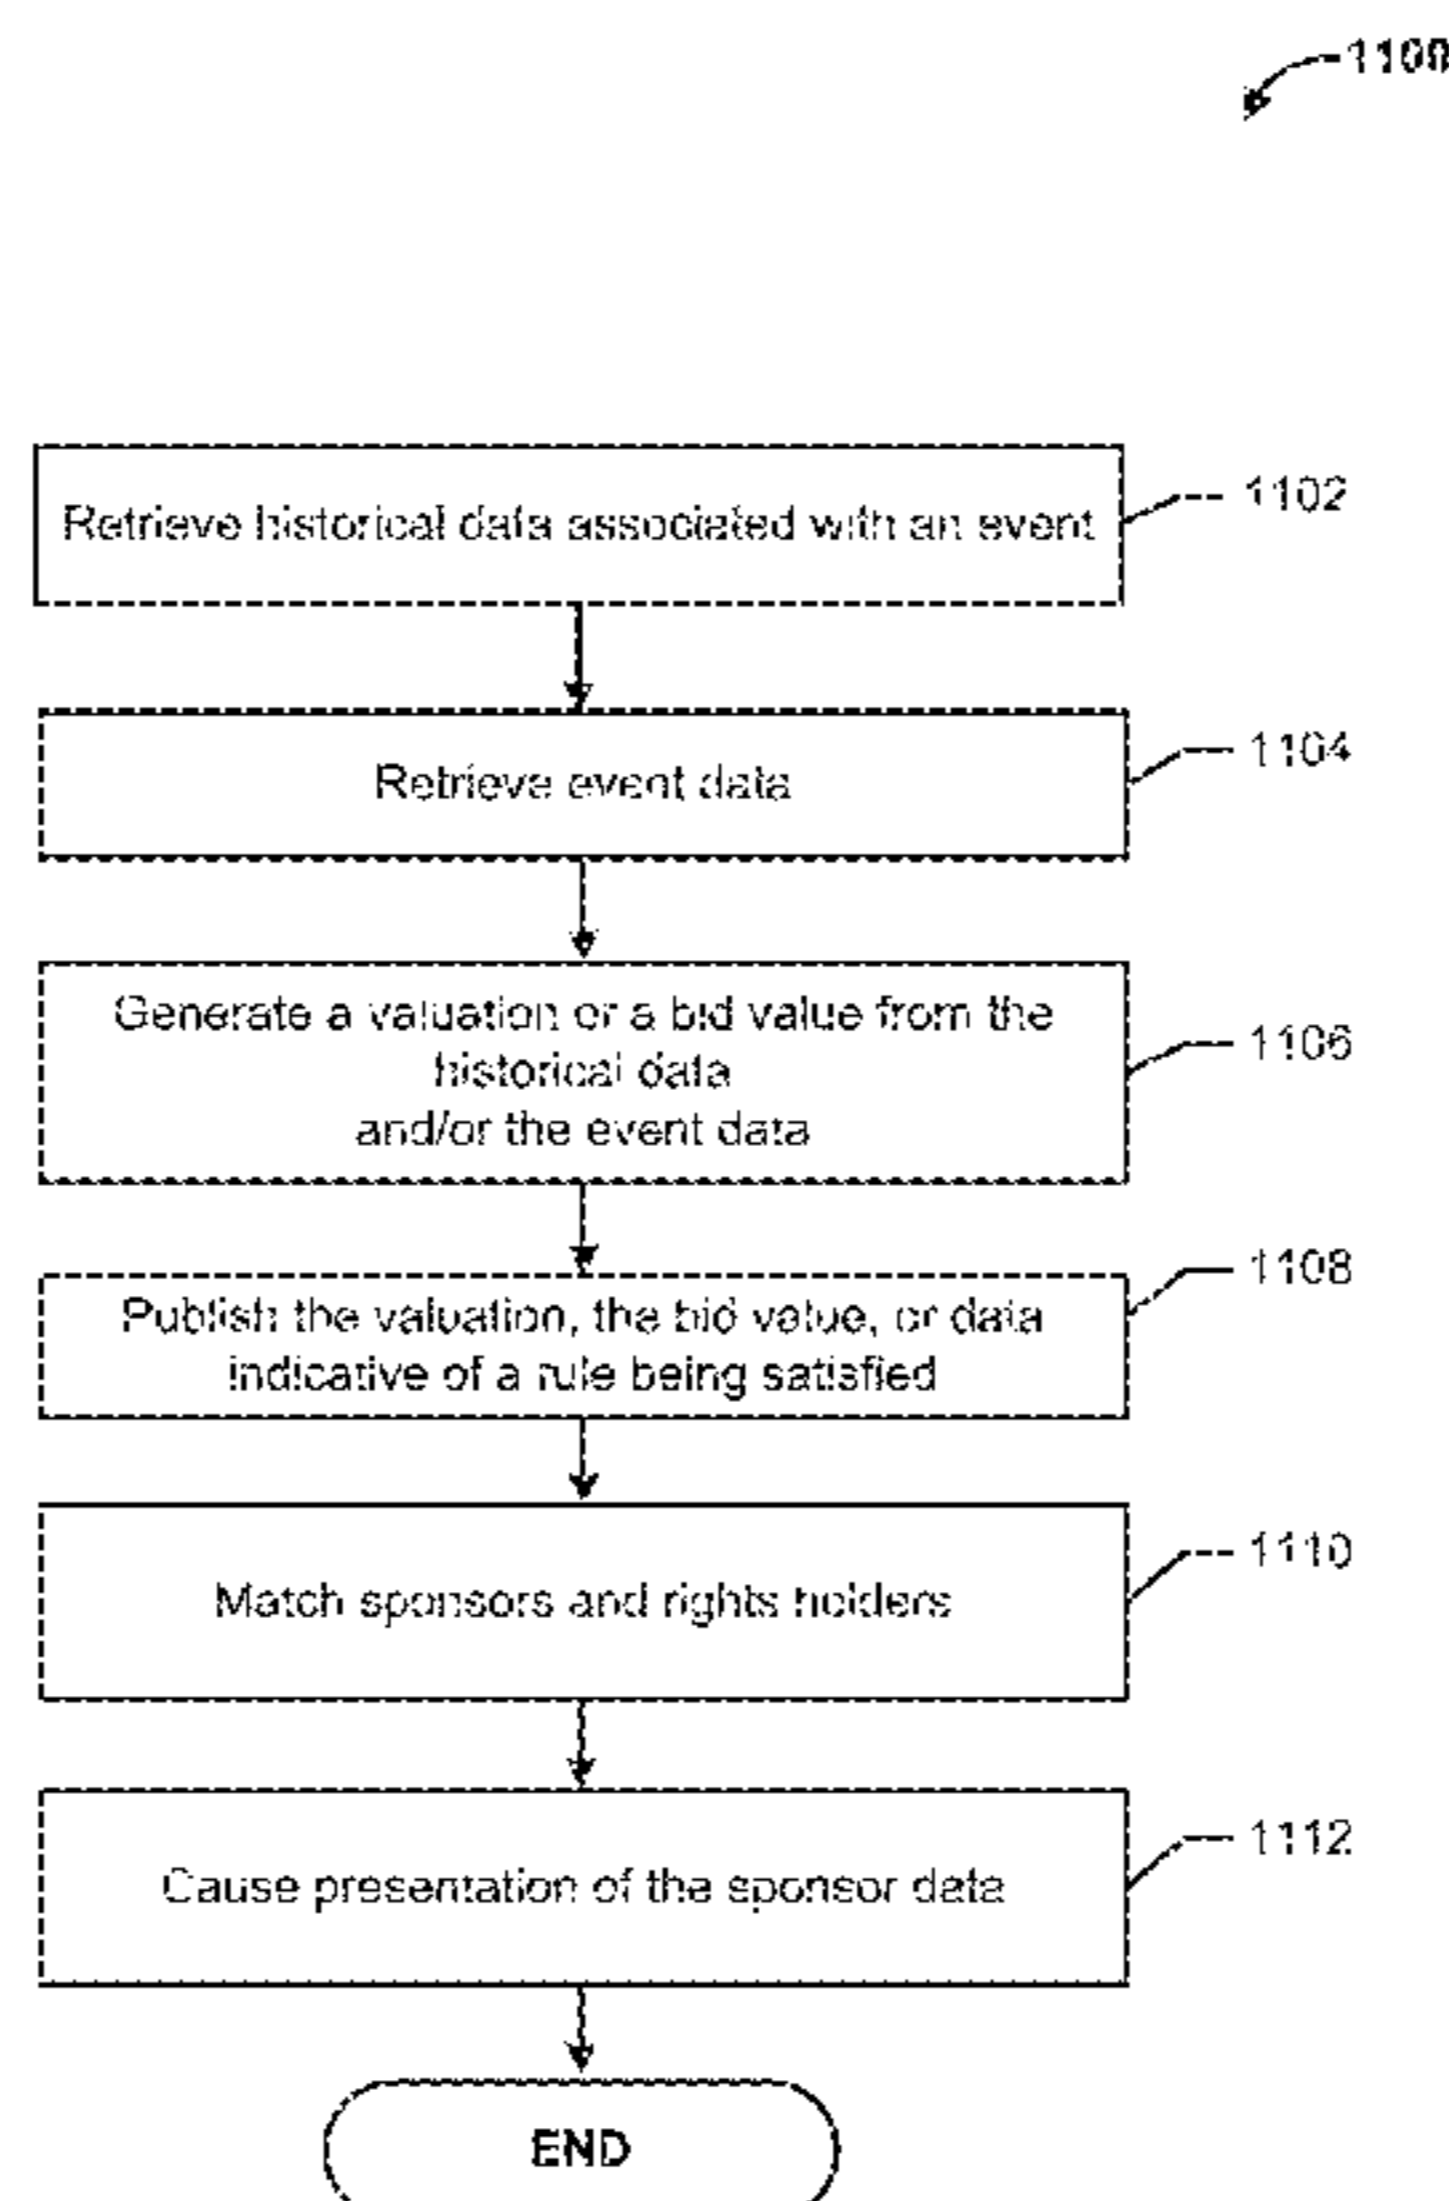 1100
Retrieve historical data associated with an event
1102
Retrieve event data
1104
Generate a valuation or a bid value from the
historical data
and/or the event data
1106
Publish the valuation, the bid value, or data
indicative of a rule being satisfied
1108
Match sponsors and rights holders
1110
Cause presentation of the sponsor data
1112
END